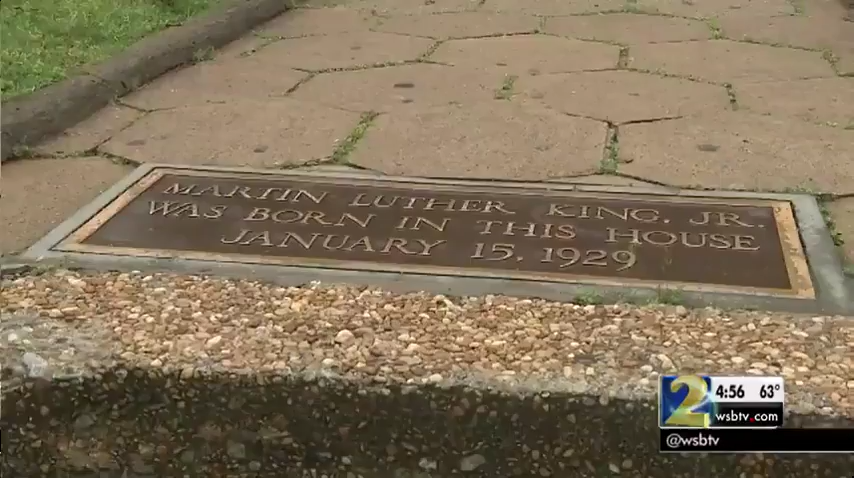 MARTIN LUTHER KING, JR.
WAS BORN IN THIS HOUSE
JANUARY 15, 1929
2 4:56 63°
wsbtv.com
@wsbtv